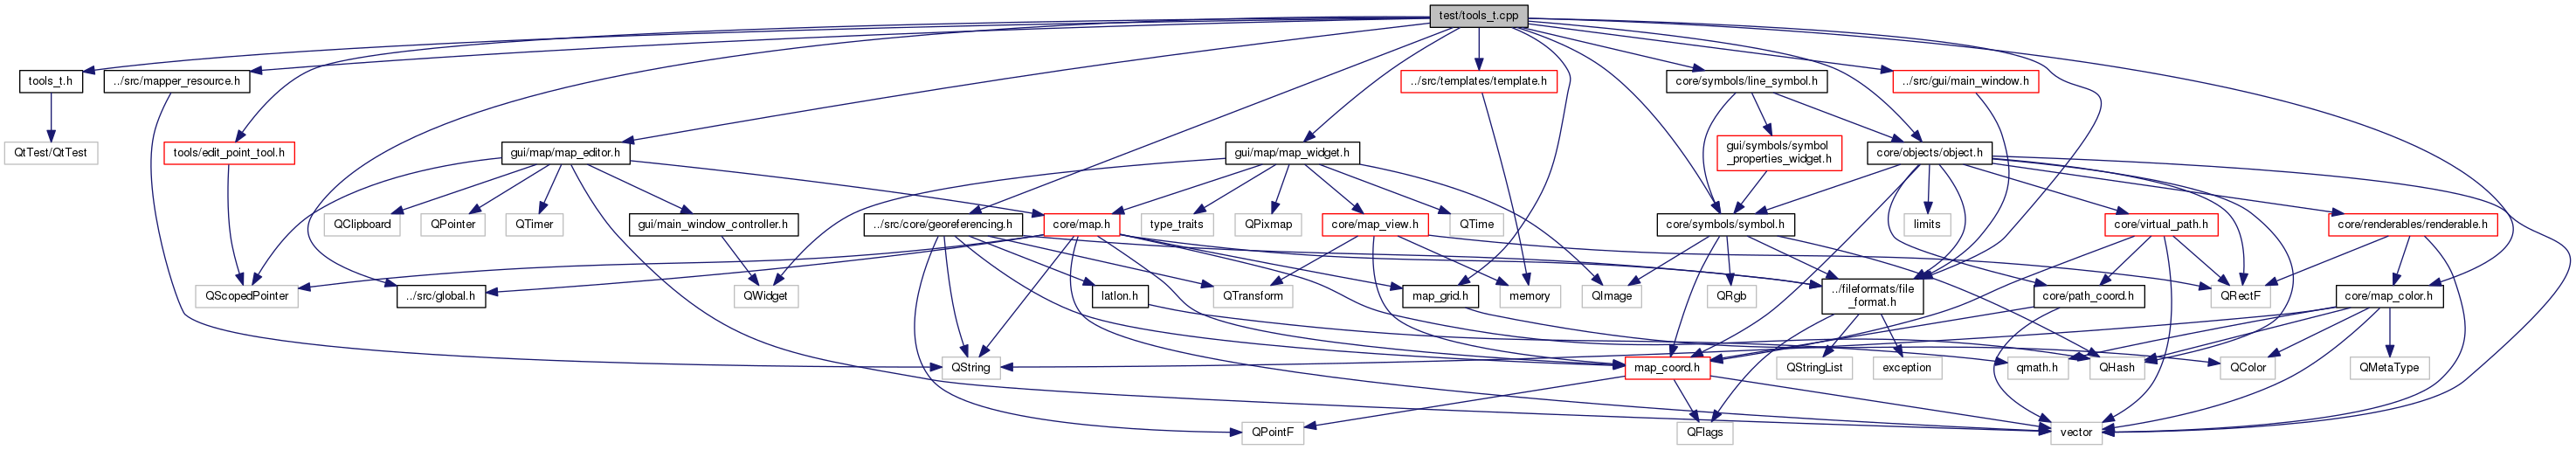 test/tools_t.cpp
tools_t.h
../src/mapper_resource.h
../src/templates/template.h
core/symbols/line_symbol.h
../src/gui/main_window.h
QtTest/QtTest
tools/edit_point_tool.h
gui/map/map_editor.h
gui/map/map_widget.h
gui/symbols/symbol
_properties_widget.h
core/objects/object.h
QClipboard
QPointer
QTimer
gui/main_window_controller.h
../src/core/georeferencing.h
core/map.h
type_traits
QPixmap
core/map_view.h
QTime
core/symbols/symbol.h
limits
core/virtual_path.h
core/renderables/renderable.h
QScopedPointer
../src/global.h
QWidget
latlon.h
QTransform
map_grid.h
memory
QImage
QRgb
../fileformats/file
_format.h
core/path_coord.h
QRectF
core/map_color.h
QString
map_coord.h
QStringList
exception
qmath.h
QHash
QColor
QMetaType
QPointF
QFlags
vector